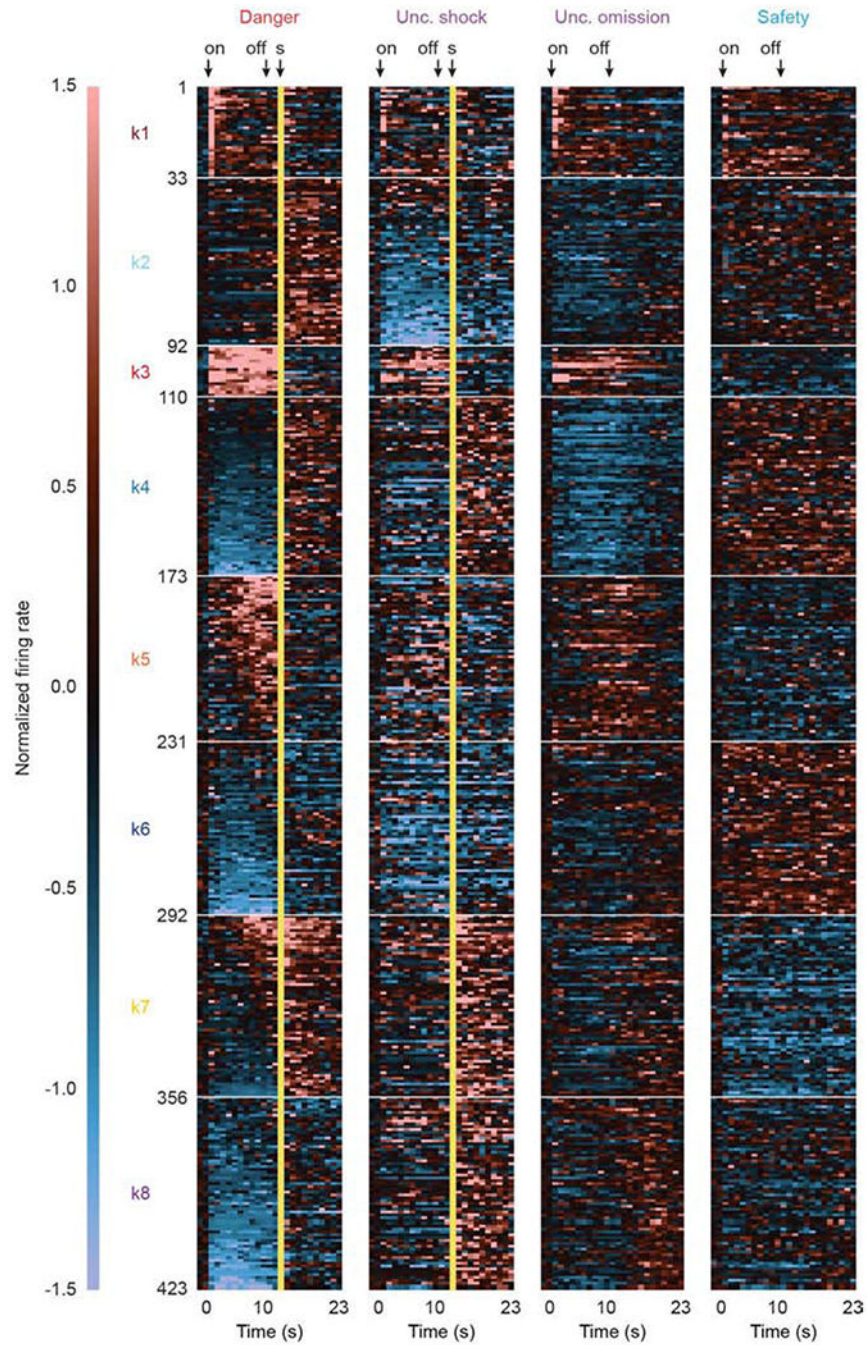 Danger Unc. shock Unc. omission Safety
on off s on off s on off on off
1.5
1.0
0.5
0.0
-0.5
-1.0
-1.5
Normalized firing rate
k1
k2
k3
k4
k5
k6
k7
k8
1
33
92
110
173
231
292
356
423
0 10 23 0 10 23 0 10 23 0 10 23
Time (s) Time (s) Time (s) Time (s)